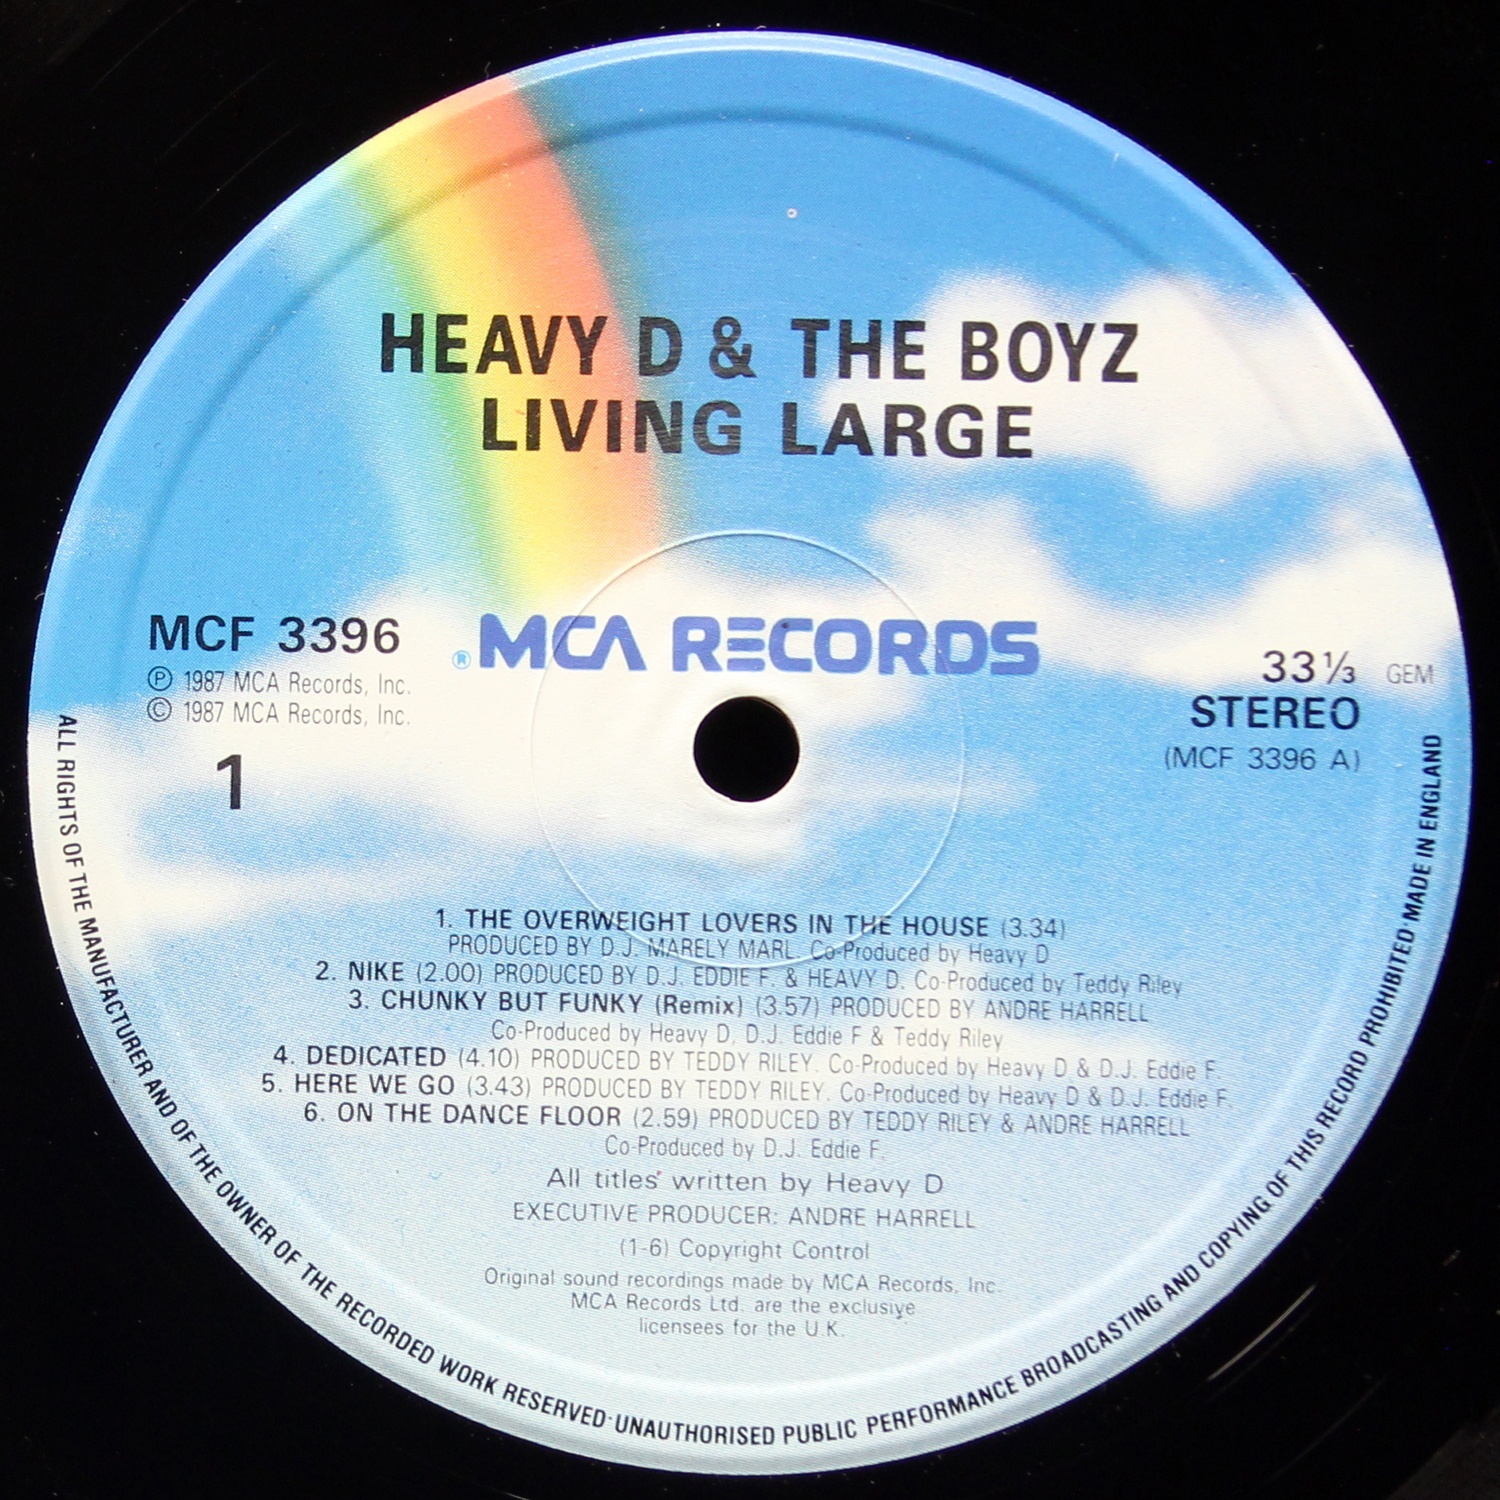 HEAVY D & THE BOYZ
LIVING LARGE
MCF 3396
℗ 1987 MCA Records, Inc.
© 1987 MCA Records, Inc.
1
® MCA RECORDS
33⅓ GEM
STEREO
(MCF 3396 A)
1. THE OVERWEIGHT LOVERS IN THE HOUSE (3.34)
PRODUCED BY D.J. MARELY MARL. Co-Produced by Heavy D
2. NIKE (2.00) PRODUCED BY D.J. EDDIE F. & HEAVY D. Co-Produced by Teddy Riley
3. CHUNKY BUT FUNKY (Remix) (3.57) PRODUCED BY ANDRE HARRELL
Co-Produced by Heavy D, D.J. Eddie F & Teddy Riley
4. DEDICATED (4.10) PRODUCED BY TEDDY RILEY. Co-Produced by Heavy D & D.J. Eddie F.
5. HERE WE GO (3.43) PRODUCED BY TEDDY RILEY. Co-Produced by Heavy D & D.J. Eddie F.
6. ON THE DANCE FLOOR (2.59) PRODUCED BY TEDDY RILEY & ANDRE HARRELL
Co-Produced by D.J. Eddie F.
All titles written by Heavy D
EXECUTIVE PRODUCER: ANDRE HARRELL
(1-6) Copyright Control
Original sound recordings made by MCA Records, Inc.
MCA Records Ltd. are the exclusive
licensees for the U.K.
ALL RIGHTS OF THE MANUFACTURER AND OF THE OWNER OF THE RECORDED WORK RESERVED·UNAUTHORISED PUBLIC PERFORMANCE BROADCASTING AND COPYING OF THIS RECORD PROHIBITED·MADE IN ENGLAND